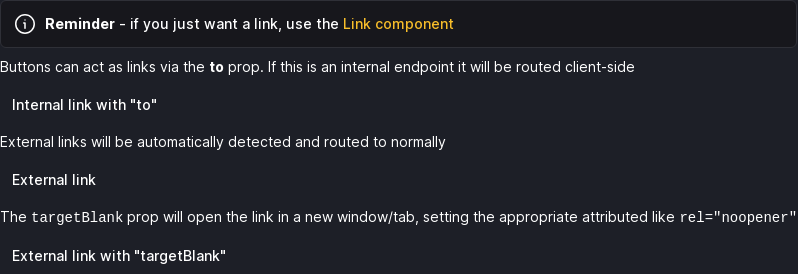 Reminder - if you just want a link, use the Link component
Buttons can act as links via the to prop. If this is an internal endpoint it will be routed client-side
Internal link with "to"
External links will be automatically detected and routed to normally
External link
The targetBlank prop will open the link in a new window/tab, setting the appropriate attributed like rel="noopener"
External link with "targetBlank"